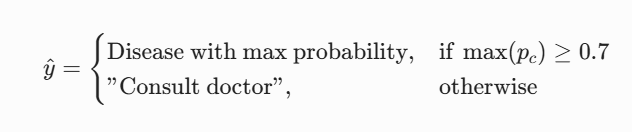 ŷ = { Disease with max probability, if max(p_c) ≥ 0.7
"Consult doctor", otherwise